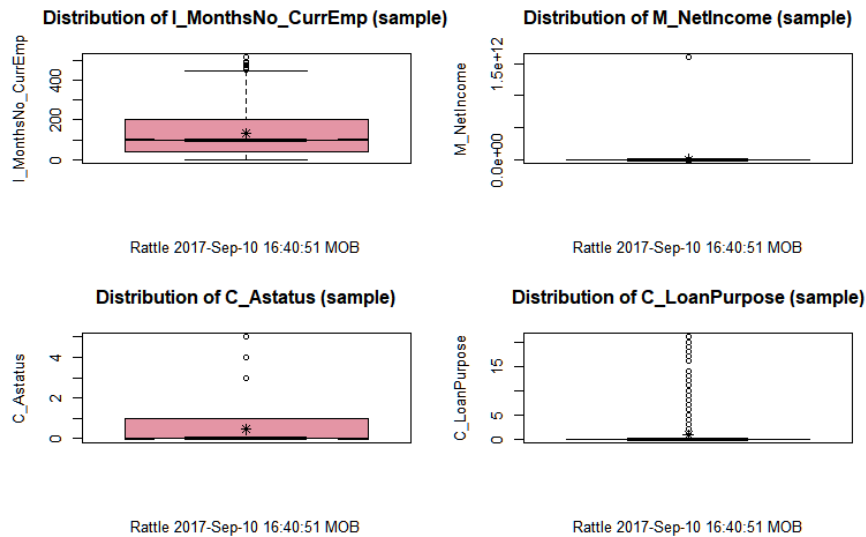 Distribution of I_MonthsNo_CurrEmp (sample)
I_MonthsNo_CurrEmp
400
200
0
Rattle 2017-Sep-10 16:40:51 MOB
Distribution of M_NetIncome (sample)
M_NetIncome
1.5e+12
0.0e+00
Rattle 2017-Sep-10 16:40:51 MOB
Distribution of C_Astatus (sample)
C_Astatus
4
2
0
Rattle 2017-Sep-10 16:40:51 MOB
Distribution of C_LoanPurpose (sample)
C_LoanPurpose
15
5
0
Rattle 2017-Sep-10 16:40:51 MOB